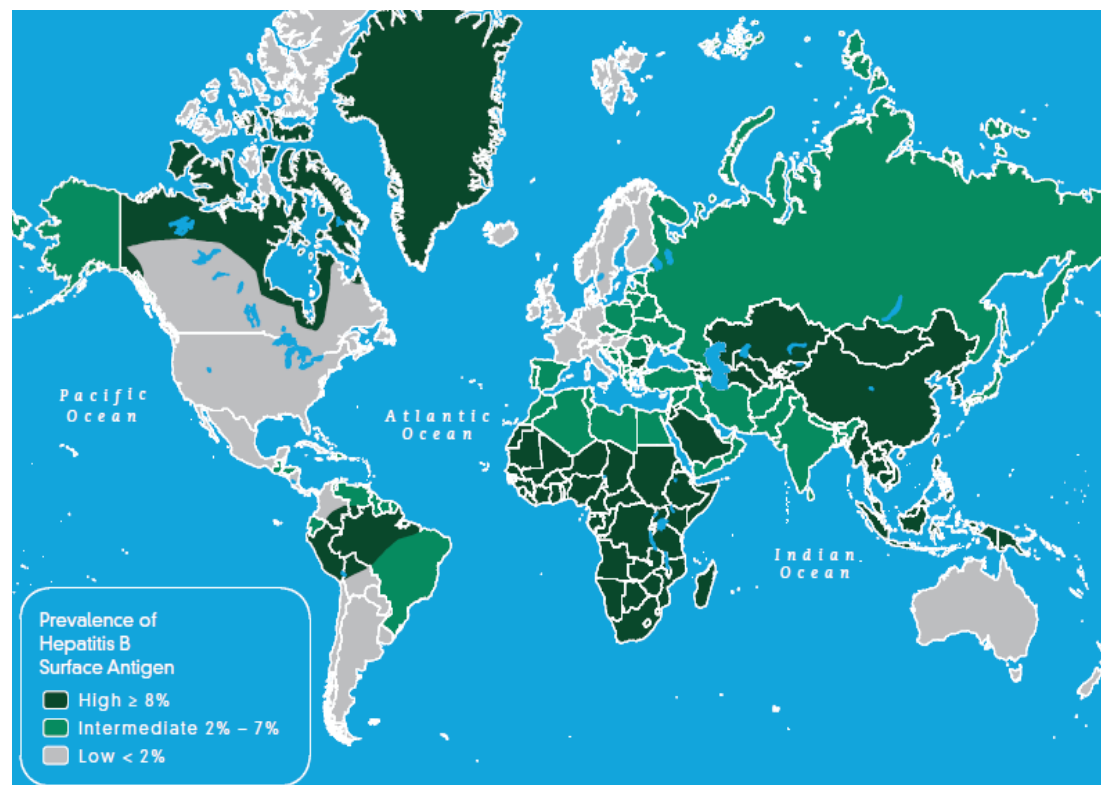 Pacific
Ocean
Atlantic
Ocean
Indian
Ocean
Prevalence of
Hepatitis B
Surface Antigen
High ≥ 8%
Intermediate 2% – 7%
Low < 2%